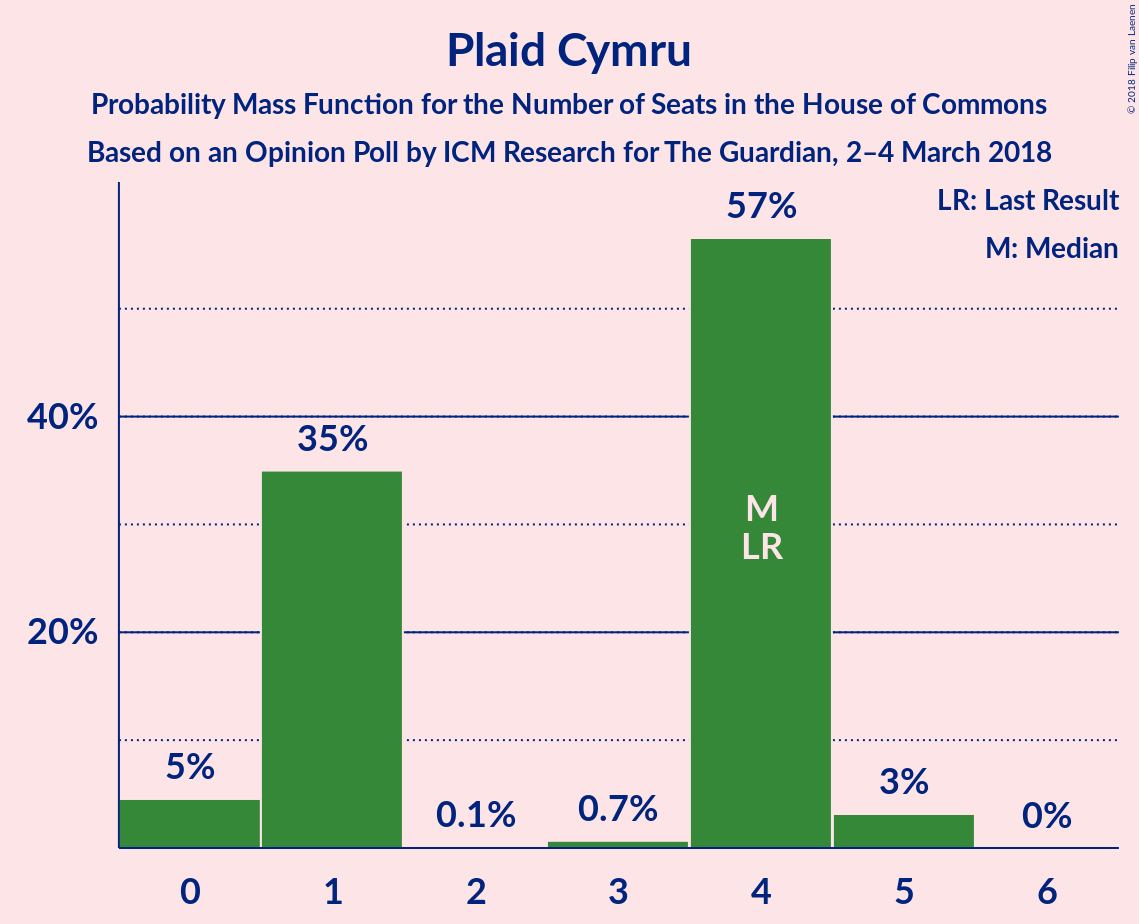 Plaid Cymru
Probability Mass Function for the Number of Seats in the House of Commons
Based on an Opinion Poll by ICM Research for The Guardian, 2–4 March 2018
© 2018 Filip van Laenen
LR: Last Result
M: Median
57%
40%
35%
M
LR
20%
5%
0.1%
0.7%
3%
0%
0 1 2 3 4 5 6